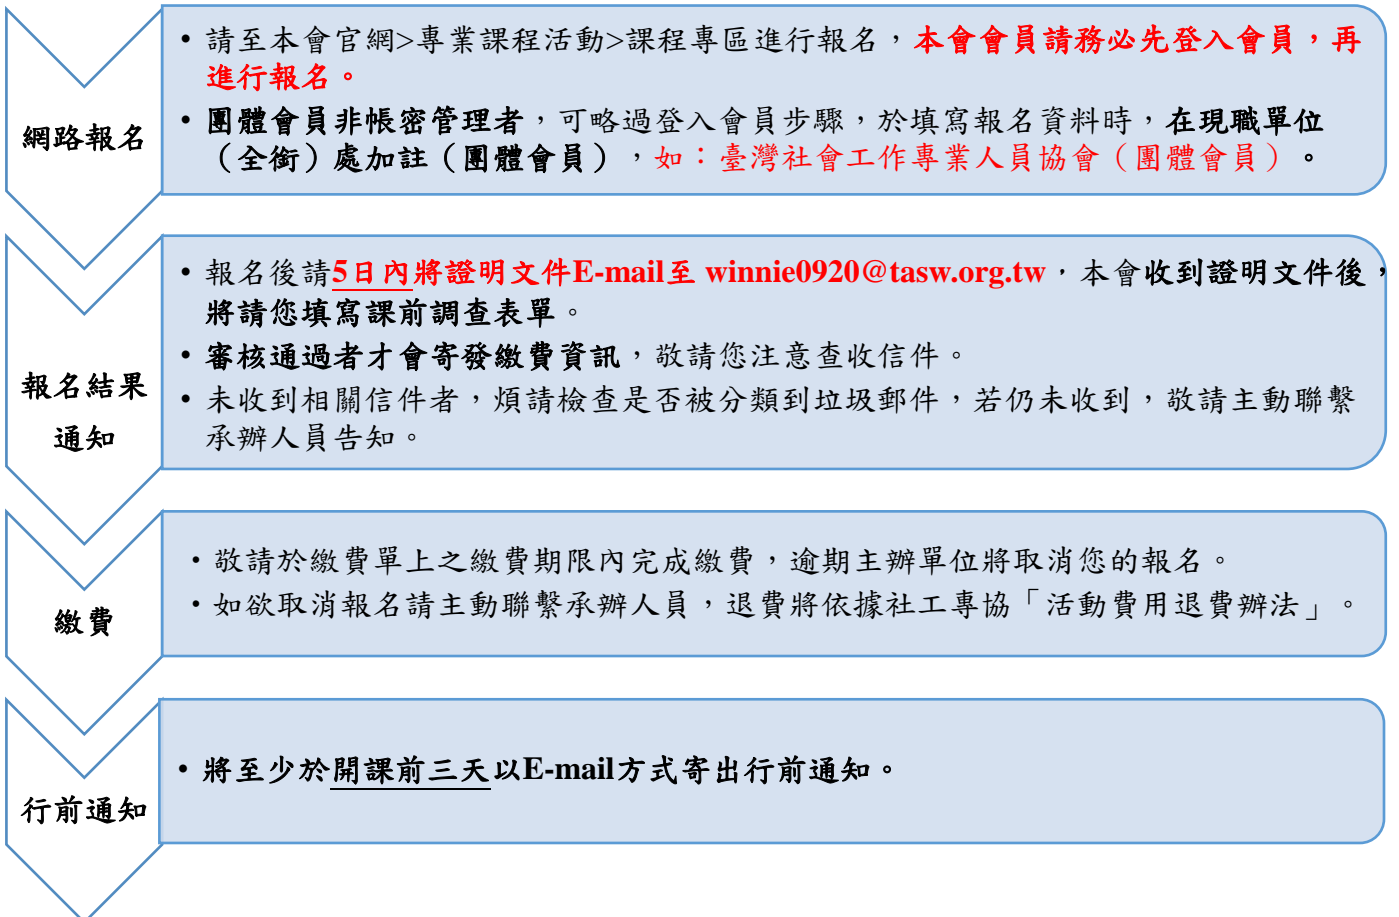 網路報名
• 請至本會官網>專業課程活動>課程專區進行報名，本會會員請務必先登入會員，再
進行報名。
• 團體會員非帳密管理者，可略過登入會員步驟，於填寫報名資料時，在現職單位
（全銜）處加註（團體會員），如：臺灣社會工作專業人員協會（團體會員）。
報名結果
通知
• 報名後請5日內將證明文件E-mail至 winnie0920@tasw.org.tw，本會收到證明文件後，
將請您填寫課前調查表單。
• 審核通過者才會寄發繳費資訊，敬請您注意查收信件。
• 未收到相關信件者，煩請檢查是否被分類到垃圾郵件，若仍未收到，敬請主動聯繫
承辦人員告知。
繳費
• 敬請於繳費單上之繳費期限內完成繳費，逾期主辦單位將取消您的報名。
• 如欲取消報名請主動聯繫承辦人員，退費將依據社工專協「活動費用退費辦法」。
行前通知
• 將至少於開課前三天以E-mail方式寄出行前通知。